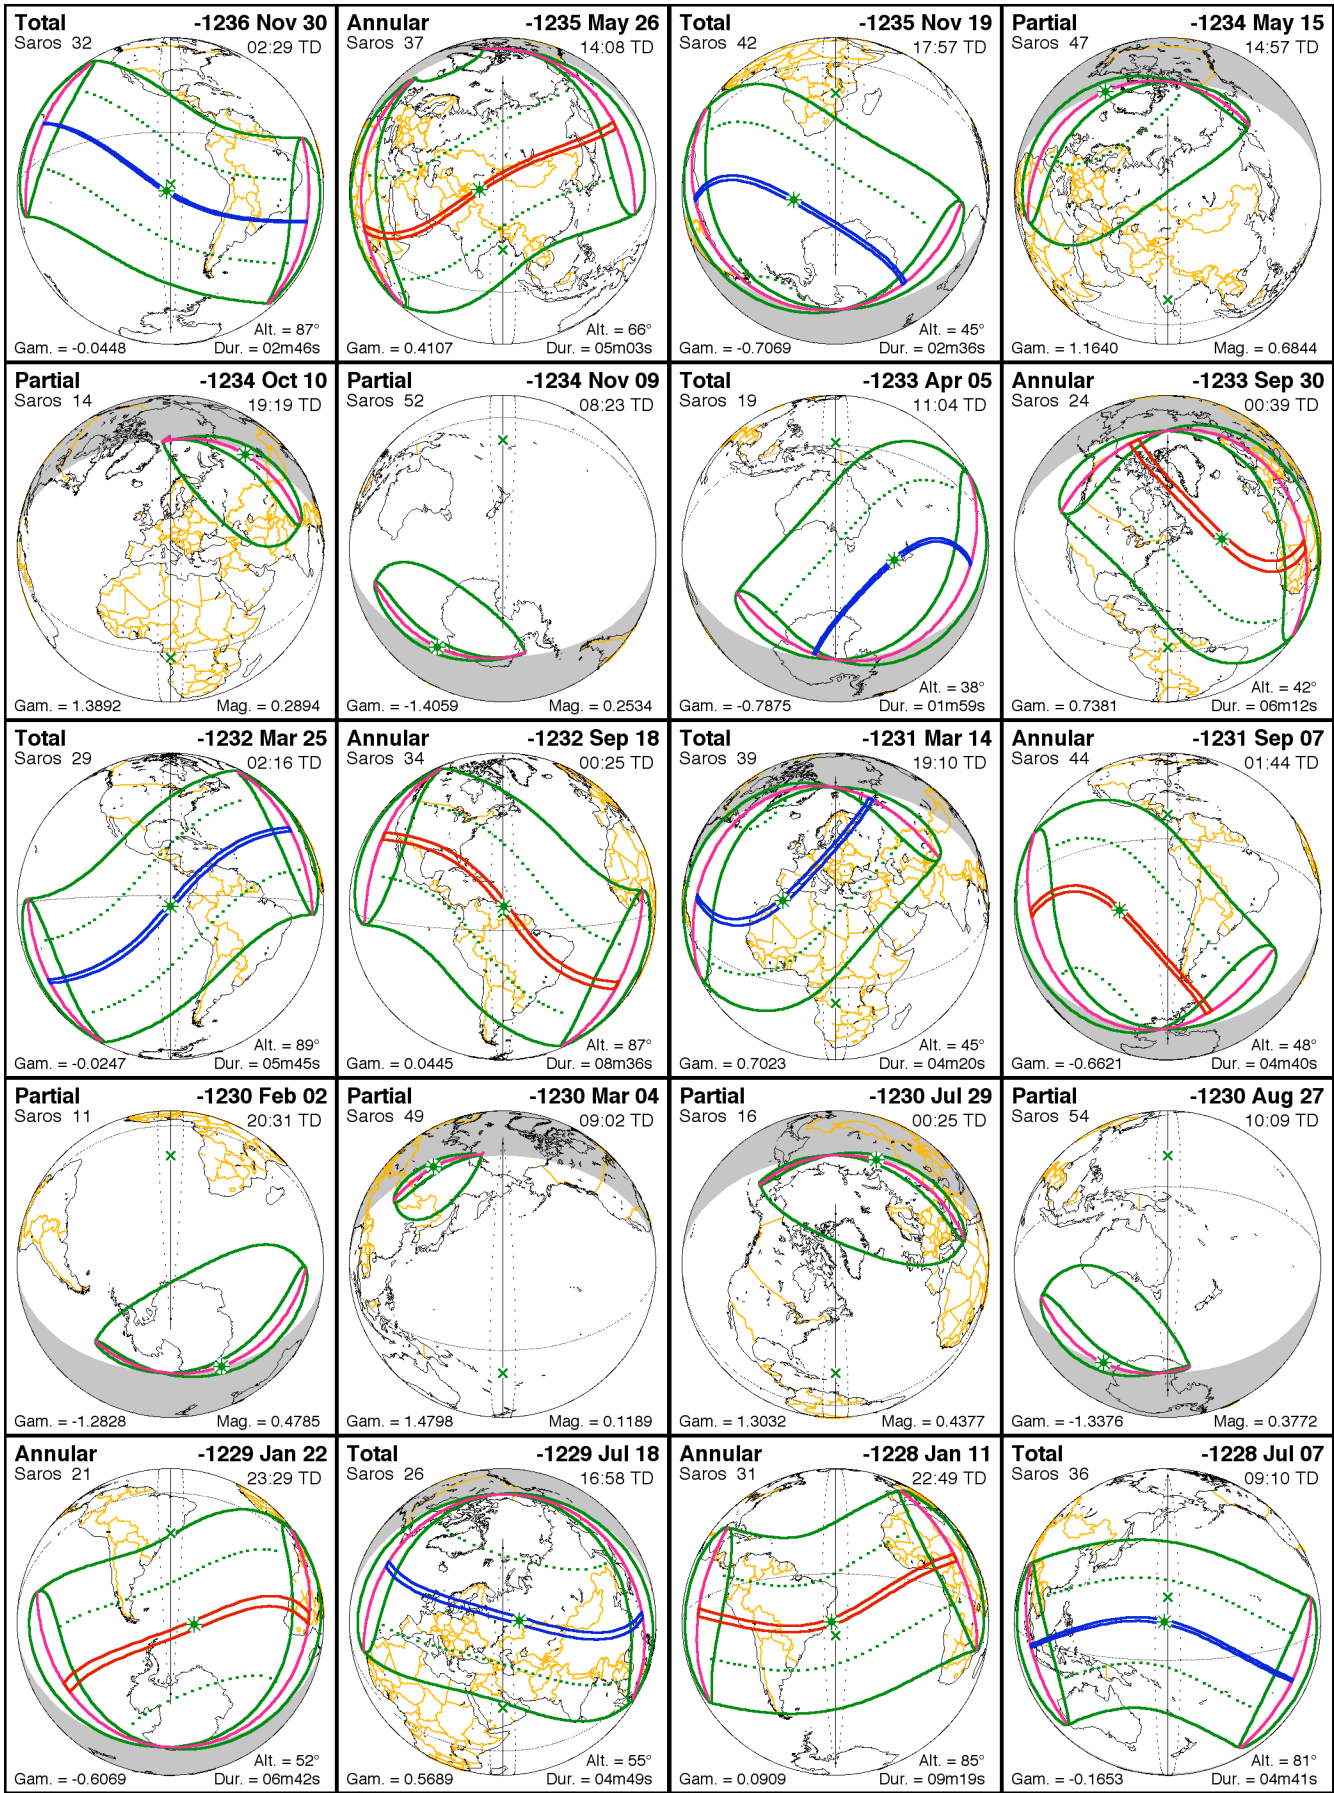 Total -1236 Nov 30
Saros 32 02:29 TD
Alt. = 87°
Gam. = -0.0448 Dur. = 02m46s
Annular -1235 May 26
Saros 37 14:08 TD
Alt. = 66°
Gam. = 0.4107 Dur. = 05m03s
Total -1235 Nov 19
Saros 42 17:57 TD
Alt. = 45°
Gam. = -0.7069 Dur. = 02m36s
Partial -1234 May 15
Saros 47 14:57 TD
Gam. = 1.1640 Mag. = 0.6844
Partial -1234 Oct 10
Saros 14 19:19 TD
Gam. = 1.3892 Mag. = 0.2894
Partial -1234 Nov 09
Saros 52 08:23 TD
Gam. = -1.4059 Mag. = 0.2534
Total -1233 Apr 05
Saros 19 11:04 TD
Alt. = 38°
Gam. = -0.7875 Dur. = 01m59s
Annular -1233 Sep 30
Saros 24 00:39 TD
Alt. = 42°
Gam. = 0.7381 Dur. = 06m12s
Total -1232 Mar 25
Saros 29 02:16 TD
Alt. = 89°
Gam. = -0.0247 Dur. = 05m45s
Annular -1232 Sep 18
Saros 34 00:25 TD
Alt. = 87°
Gam. = 0.0445 Dur. = 08m36s
Total -1231 Mar 14
Saros 39 19:10 TD
Alt. = 45°
Gam. = 0.7023 Dur. = 04m20s
Annular -1231 Sep 07
Saros 44 01:44 TD
Alt. = 48°
Gam. = -0.6621 Dur. = 04m40s
Partial -1230 Feb 02
Saros 11 20:31 TD
Gam. = -1.2828 Mag. = 0.4785
Partial -1230 Mar 04
Saros 49 09:02 TD
Gam. = 1.4798 Mag. = 0.1189
Partial -1230 Jul 29
Saros 16 00:25 TD
Gam. = 1.3032 Mag. = 0.4377
Partial -1230 Aug 27
Saros 54 10:09 TD
Gam. = -1.3376 Mag. = 0.3772
Annular -1229 Jan 22
Saros 21 23:29 TD
Alt. = 52°
Gam. = -0.6069 Dur. = 06m42s
Total -1229 Jul 18
Saros 26 16:58 TD
Alt. = 55°
Gam. = 0.5689 Dur. = 04m49s
Annular -1228 Jan 11
Saros 31 22:49 TD
Alt. = 85°
Gam. = 0.0909 Dur. = 09m19s
Total -1228 Jul 07
Saros 36 09:10 TD
Alt. = 81°
Gam. = -0.1653 Dur. = 04m41s